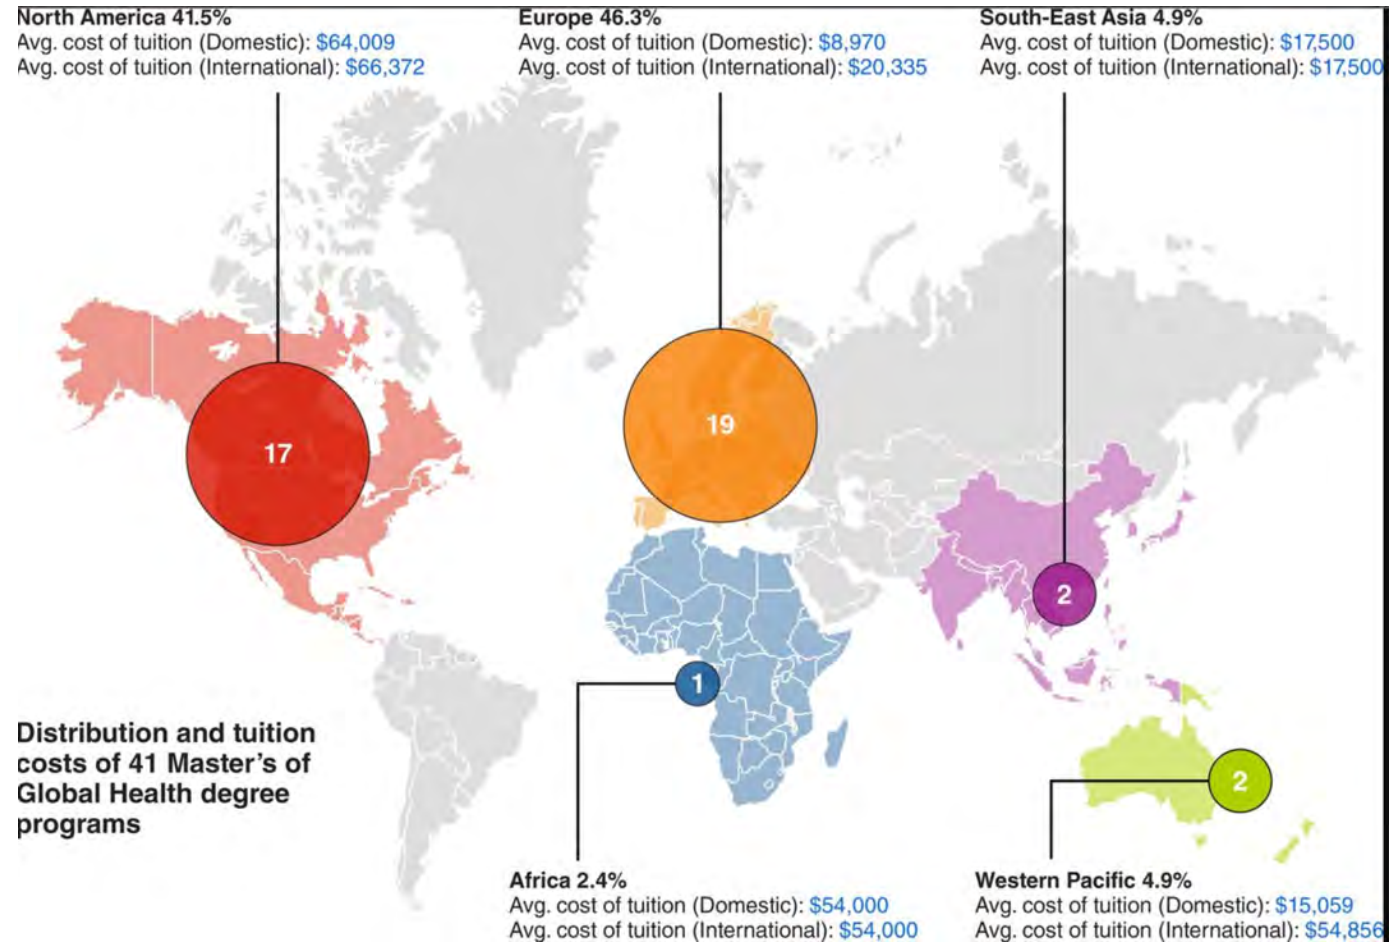 North America 41.5%
Avg. cost of tuition (Domestic): $64,009
Avg. cost of tuition (International): $66,372
Europe 46.3%
Avg. cost of tuition (Domestic): $8,970
Avg. cost of tuition (International): $20,335
South-East Asia 4.9%
Avg. cost of tuition (Domestic): $17,500
Avg. cost of tuition (International): $17,500
17
19
2
1
2
Distribution and tuition
costs of 41 Master's of
Global Health degree
programs
Africa 2.4%
Avg. cost of tuition (Domestic): $54,000
Avg. cost of tuition (International): $54,000
Western Pacific 4.9%
Avg. cost of tuition (Domestic): $15,059
Avg. cost of tuition (International): $54,856